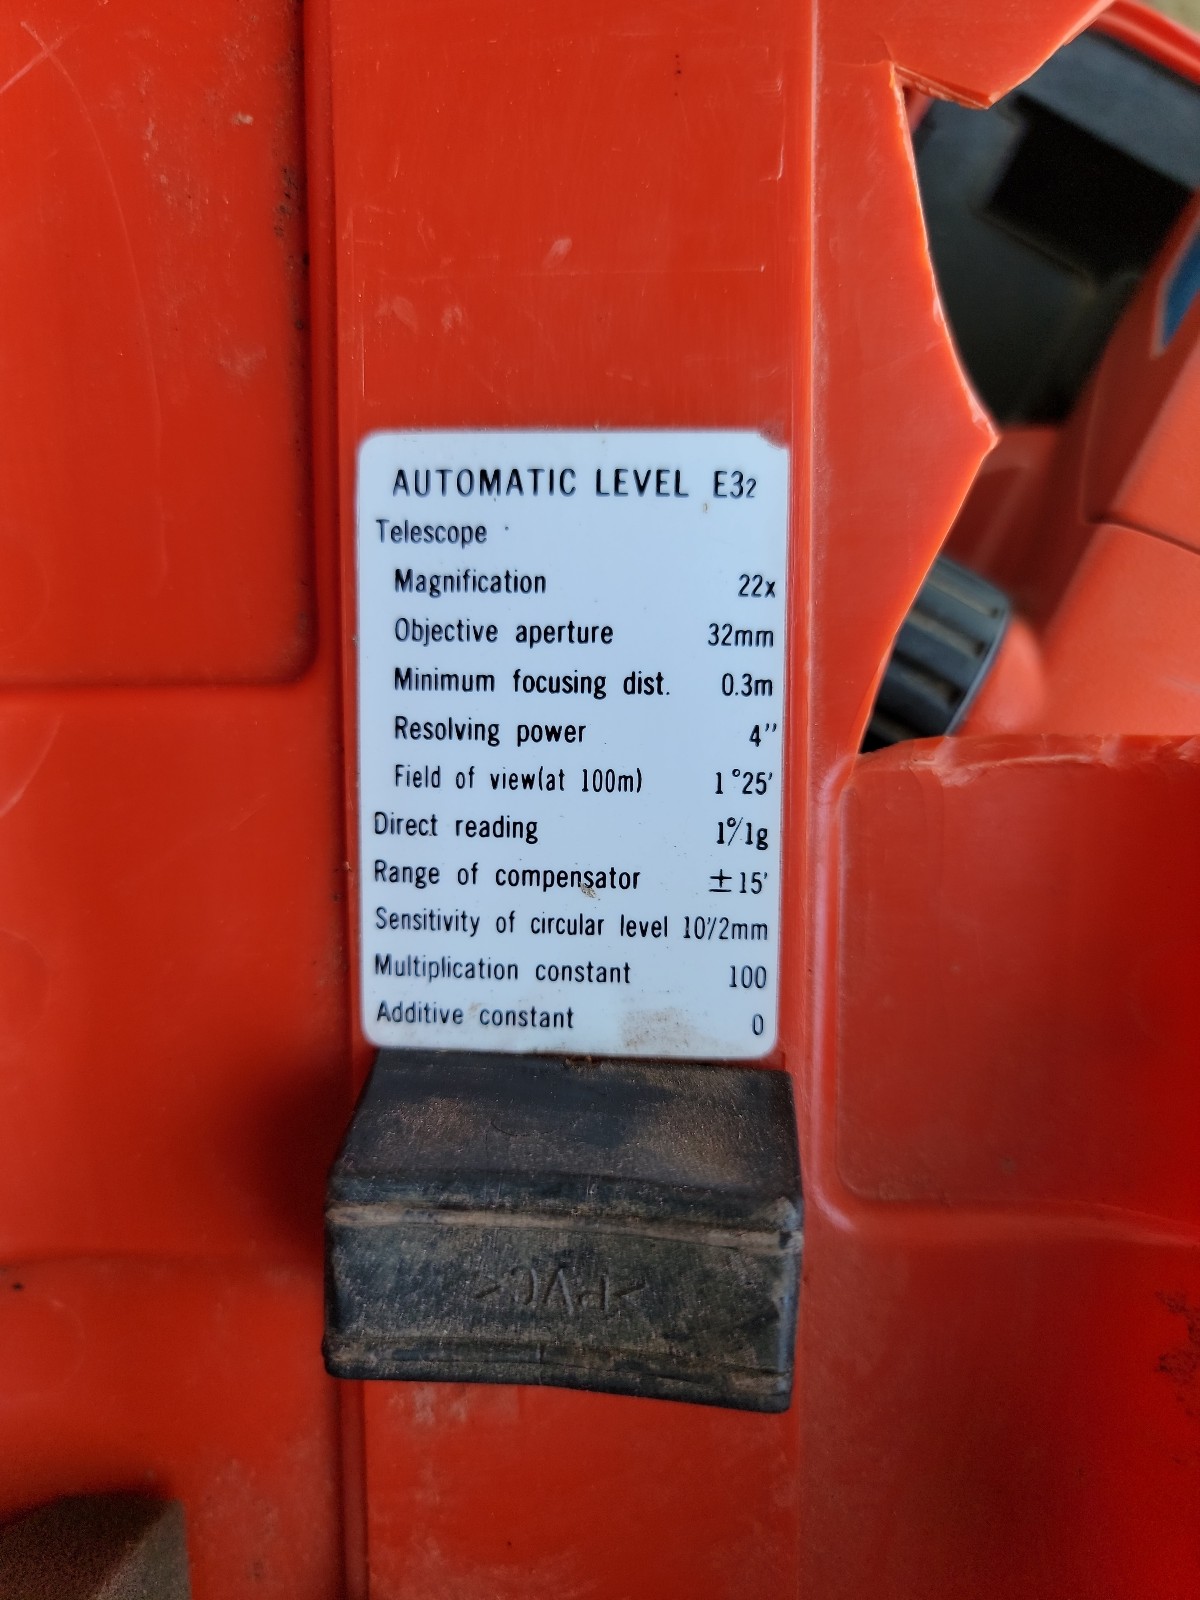 AUTOMATIC LEVEL E32
Telescope
Magnification 22x
Objective aperture 32mm
Minimum focusing dist. 0.3m
Resolving power 4"
Field of view(at 100m) 1°25'
Direct reading 1°/1g
Range of compensator ±15'
Sensitivity of circular level 10'/2mm
Multiplication constant 100
Additive constant 0
>PVC<